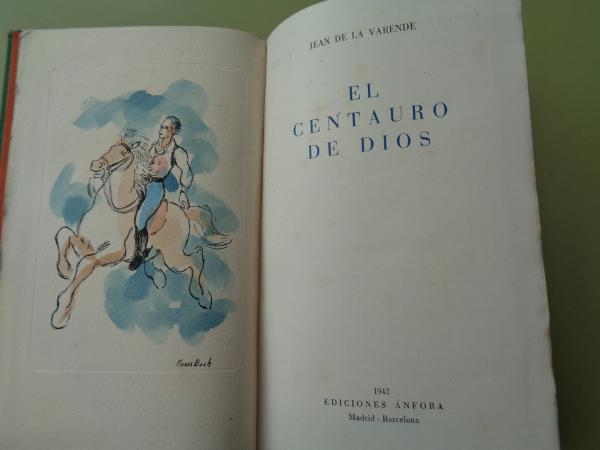 JEAN DE LA VARENDE
EL
CENTAURO
DE DIOS
1942
EDICIONES ÁNFORA
Madrid - Barcelona